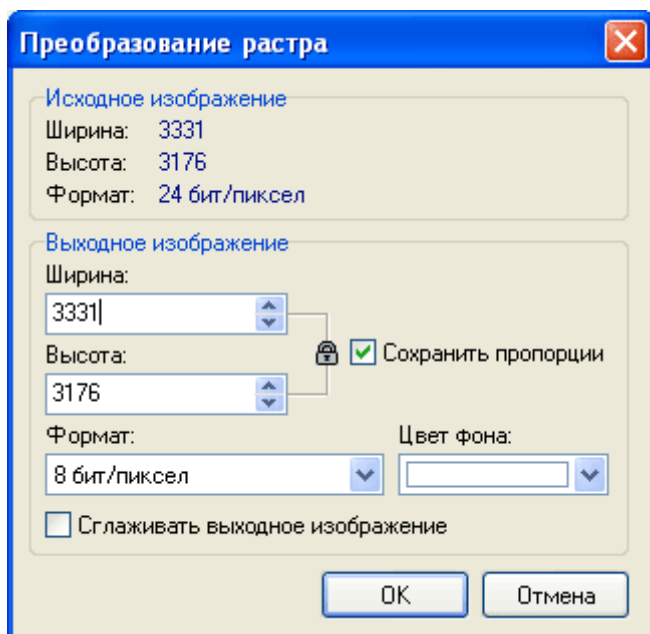 Преобразование растра
Исходное изображение
Ширина: 3331
Высота: 3176
Формат: 24 бит/пиксел
Выходное изображение
Ширина:
3331
Высота:
Сохранить пропорции
3176
Формат: Цвет фона:
8 бит/пиксел
Сглаживать выходное изображение
OK Отмена